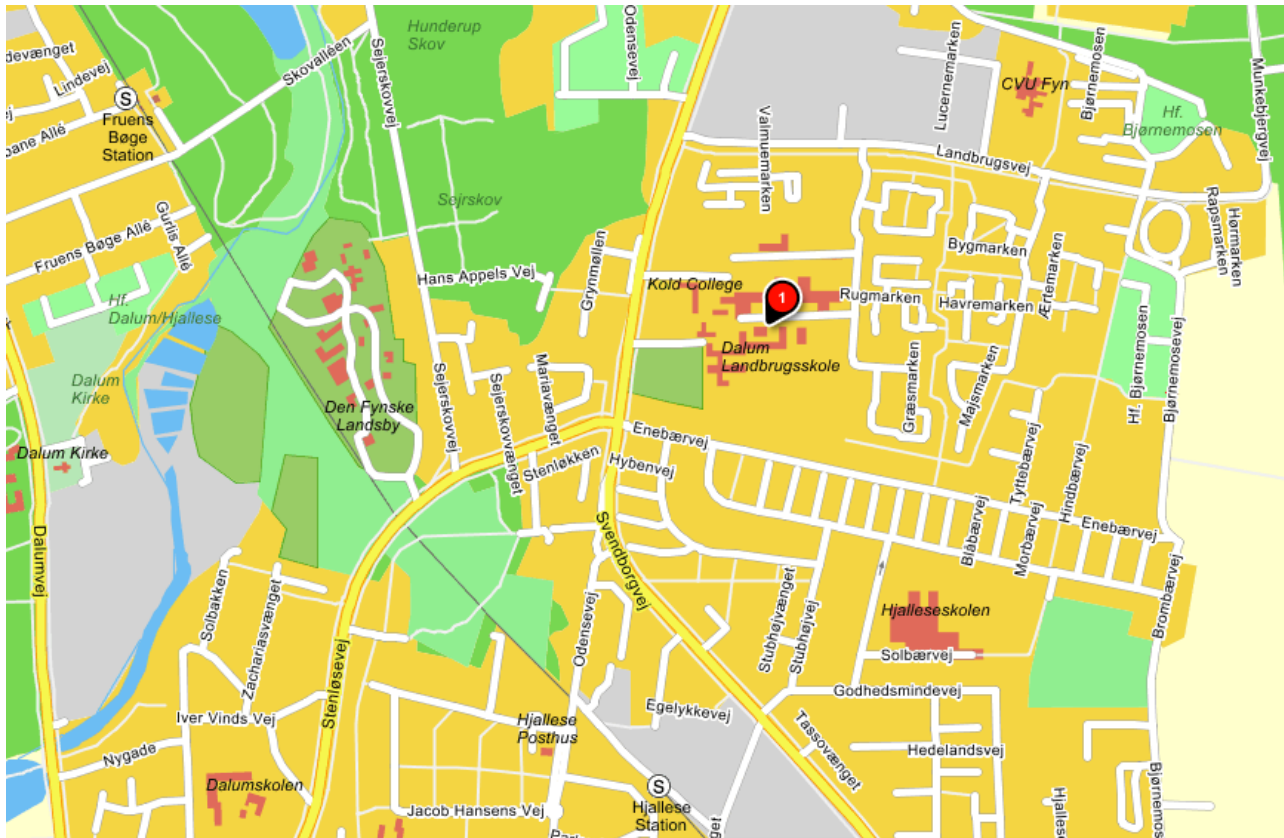 Hunderup
Skov
Odensevej
devænget
Lindevej
Skovalléen
Sejerskovvej
S
Fruens
Bøge
Station
bane Allé
Valmuemarken
Lucernemarken
CVU Fyn
Bjørnemosen
Hf.
Bjørnemosen
Munkebjergvej
Landbrugsvej
Sejrskov
Gurlis Allé
Fruens Bøge Allé
Hf.
Dalum/Hjallese
Hans Appels Vej
Grynmøllen
Kold College
1
Rugmarken
Bygmarken
Havremarken
Ærtemarken
Rapsmarken
Hørmarken
Dalum
Landbrugsskole
Græsmarken
Majsmarken
Hf. Bjørnemosen
Bjørnemosevej
Dalum
Kirke
Den Fynske
Landsby
Sejerskovvej
Sejerskovvænget
Mariavænget
Dalum Kirke
Stenløkken
Enebærvej
Hybenvej
Tyttebærvej
Hindbærvej
Enebærvej
Blåbærvej
Morbærvej
Dalumvej
Svendborgvej
Solbakken
Zachariasvænget
Stenløsevej
Odensevej
Stubhøjvænget
Stubhøjvej
Hjalleseskolen
Solbærvej
Brombærvej
Godhedsmindevej
Iver Vinds Vej
Nygade
Hjallese
Posthus
Egelykkevej
Tassovænget
Hedelandsvej
Dalumskolen
Jacob Hansens Vej
S
Hjallese
Station
Hjallese
Bjørnemos